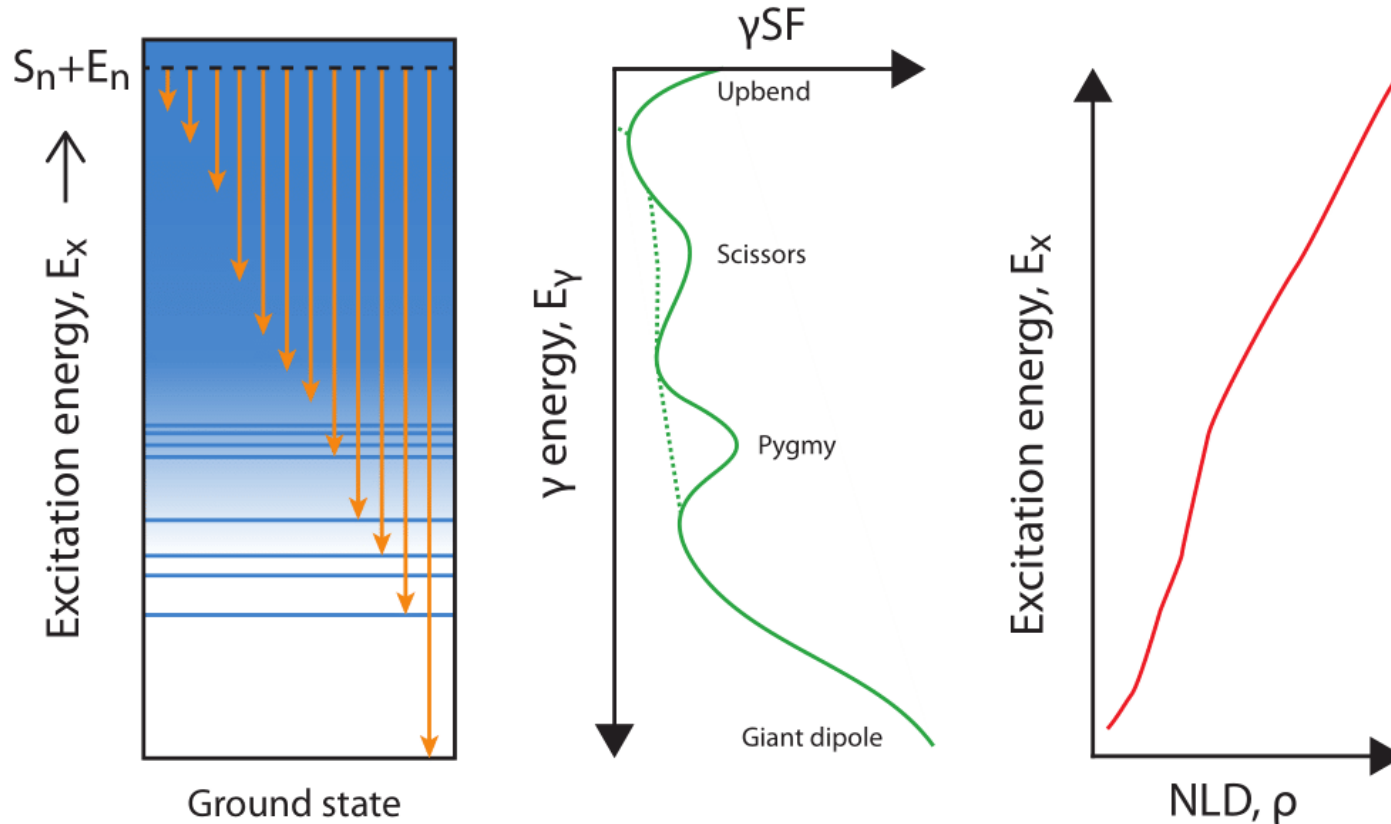 Sn+En
Excitation energy, Ex
Ground state
γSF
Upbend
Scissors
Pygmy
Giant dipole
γ energy, Eγ
Excitation energy, Ex
NLD, ρ